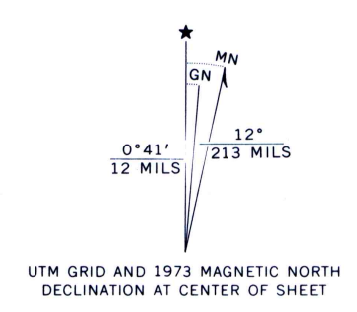 ★
MN
GN
0°41'
12 MILS
12°
213 MILS
UTM GRID AND 1973 MAGNETIC NORTH
DECLINATION AT CENTER OF SHEET